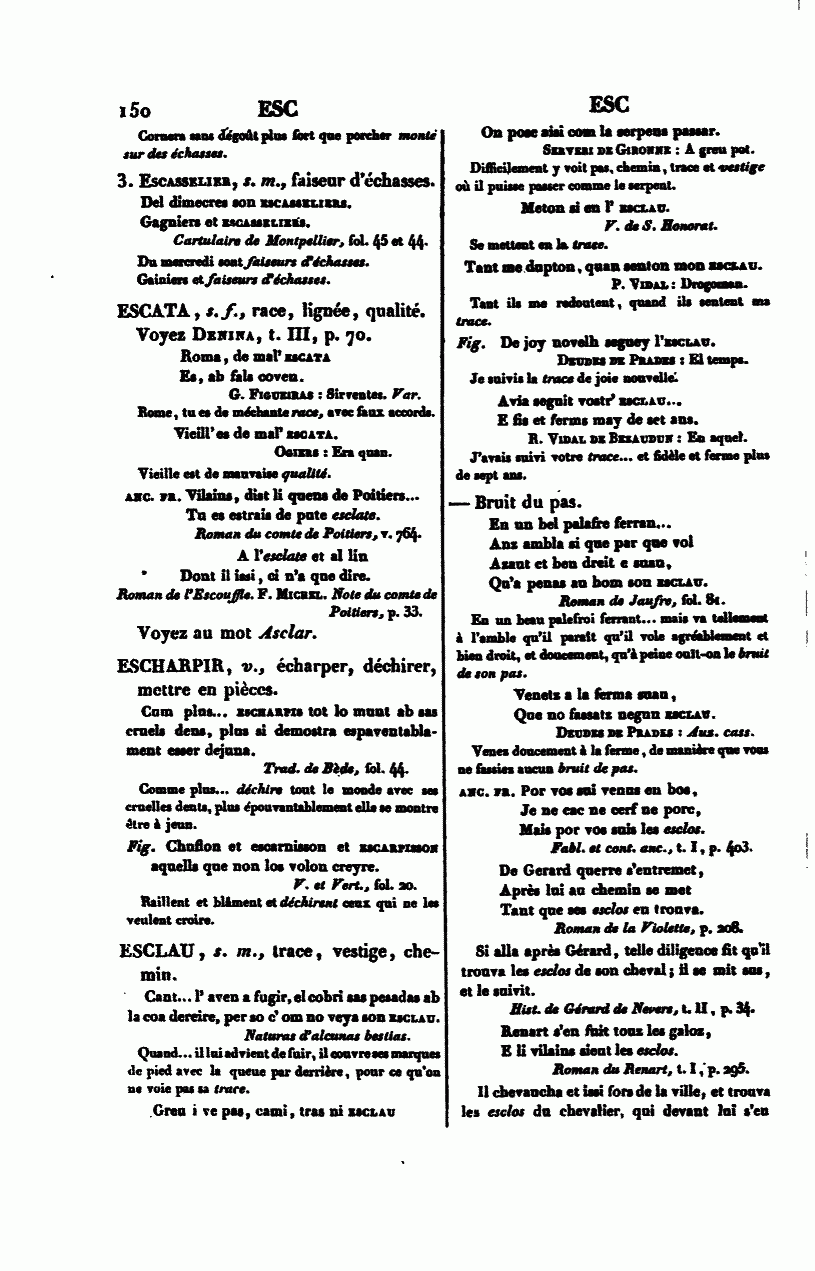 150 ESC
Corners sans dégoût plus fort que porcher monté
sur des échasses.
3. Escasselier, s. m., faiseur d'échasses.
Del dimecres son escasseliers.
Gagniers et escasseliers.
Cartulaire de Montpellier, fol. 45 et 44.
Du mercredi sont faiseurs d'échasses.
Gainiers et faiseurs d'échasses.
ESCATA, s. f., race, lignée, qualité.
Voyez Denina, t. III, p. 70.
Roma, de mal' escata
Es, ab fals coven.
G. Figueiras : Sirventes. Var.
Rome, tu es de méchante race, avec faux accords.
Vieill' es de mal' escata.
Ogiers : Era quan.
Vieille est de mauvaise qualité.
anc. fr. Vilains, dist li quens de Poitiers...
Tu es estrais de pute esclate.
Roman du comte de Poitiers, v. 764.
A l'esclate et al lin
Dont il issi, ci n'a que dire.
Roman de l'Escouffle. F. Michel. Note du comte de
Poitiers, p. 33.
Voyez au mot Asclar.
ESCHARPIR, v., écharper, déchirer,
mettre en pièces.
Cum plus... escharpis tot lo munt ab sas
cruels dens, plus si demostra espaventabla-
ment esser dejuna.
Trad. de Bède, fol. 44.
Comme plus... déchire tout le monde avec ses
cruelles dents, plus épouvantablement elle se montre
être à jeun.
Fig. Chuflon et escarnisson et escarpisson
aquells que non los volon creyre.
V. et Vert., fol. 20.
Raillent et blâment et déchirent ceux qui ne les
veulent croire.
ESCLAU, s. m., trace, vestige, che-
min.
Cant... l' aven a fugir, el cobri sas pesadas ab
la coa dereire, per so c' om no veya son esclau.
Naturas d'alcunas bestias.
Quand... il lui advient de fuir, il couvre ses marques
de pied avec la queue par derrière, pour ce qu'on
ne voie pas sa trace.
Greu i ve pas, cami, tras ni esclau
ESC
On pose aisi com la serpens passar.
Serveri de Gironne : A greu pot.
Difficilement y voit pas, chemin, trace et vestige
où il puisse passer comme le serpent.
Meton si en l' esclau.
V. de S. Honorat.
Se mettent en la trace.
Tant me dupton, quan senton mon esclau.
P. Vidal : Drogoman.
Tant ils me redoutent, quand ils sentent ma
trace.
Fig. De joy novelh seguey l'esclau.
Deudes de Prades : El temps.
Je suivis la trace de joie nouvelle.
Avia seguit vostr' esclau...
E fis et ferms may de set ans.
R. Vidal de Bezaudun : En aquel.
J'avais suivi votre trace... et fidèle et ferme plus
de sept ans.
— Bruit du pas.
En un bel palafre ferran...
Anz ambla si que par que vol
Azaut et ben dreit e suau,
Qu'a penas au hom son esclau.
Roman de Jaufre, fol. 81.
En un beau palefroi ferrant... mais va tellement
à l'amble qu'il paraît qu'il vole agréablement et
bien droit, et doucement, qu'à peine ouït-on le bruit
de son pas.
Venetz a la ferma suau,
Que no fassatz negun esclau.
Deudes de Prades : Aus. cass.
Venes doucement à la ferme, de manière que vous
ne fassies aucun bruit de pas.
anc. fr. Por vos sui venus en bos,
Je ne cac ne cerf ne porc,
Mais por vos suis les esclos.
Fabl. et cont. anc., t. I, p. 403.
De Gerard querre s'entremet,
Après lui au chemin se met
Tant que ses esclos en trouva.
Roman de la Violette, p. 208.
Si alla après Gérard, telle diligence fit qu'il
trouva les esclos de son cheval ; il se mit sus,
et le suivit.
Hist. de Gérard de Nevers, t. II, p. 34.
Renart s'en fuit touz les galoz,
E li vilains sient les esclos.
Roman du Renart, t. I, p. 295.
Il chevaucha et issi fors de la ville, et trouva
les esclos du chevalier, qui devant lui s'en